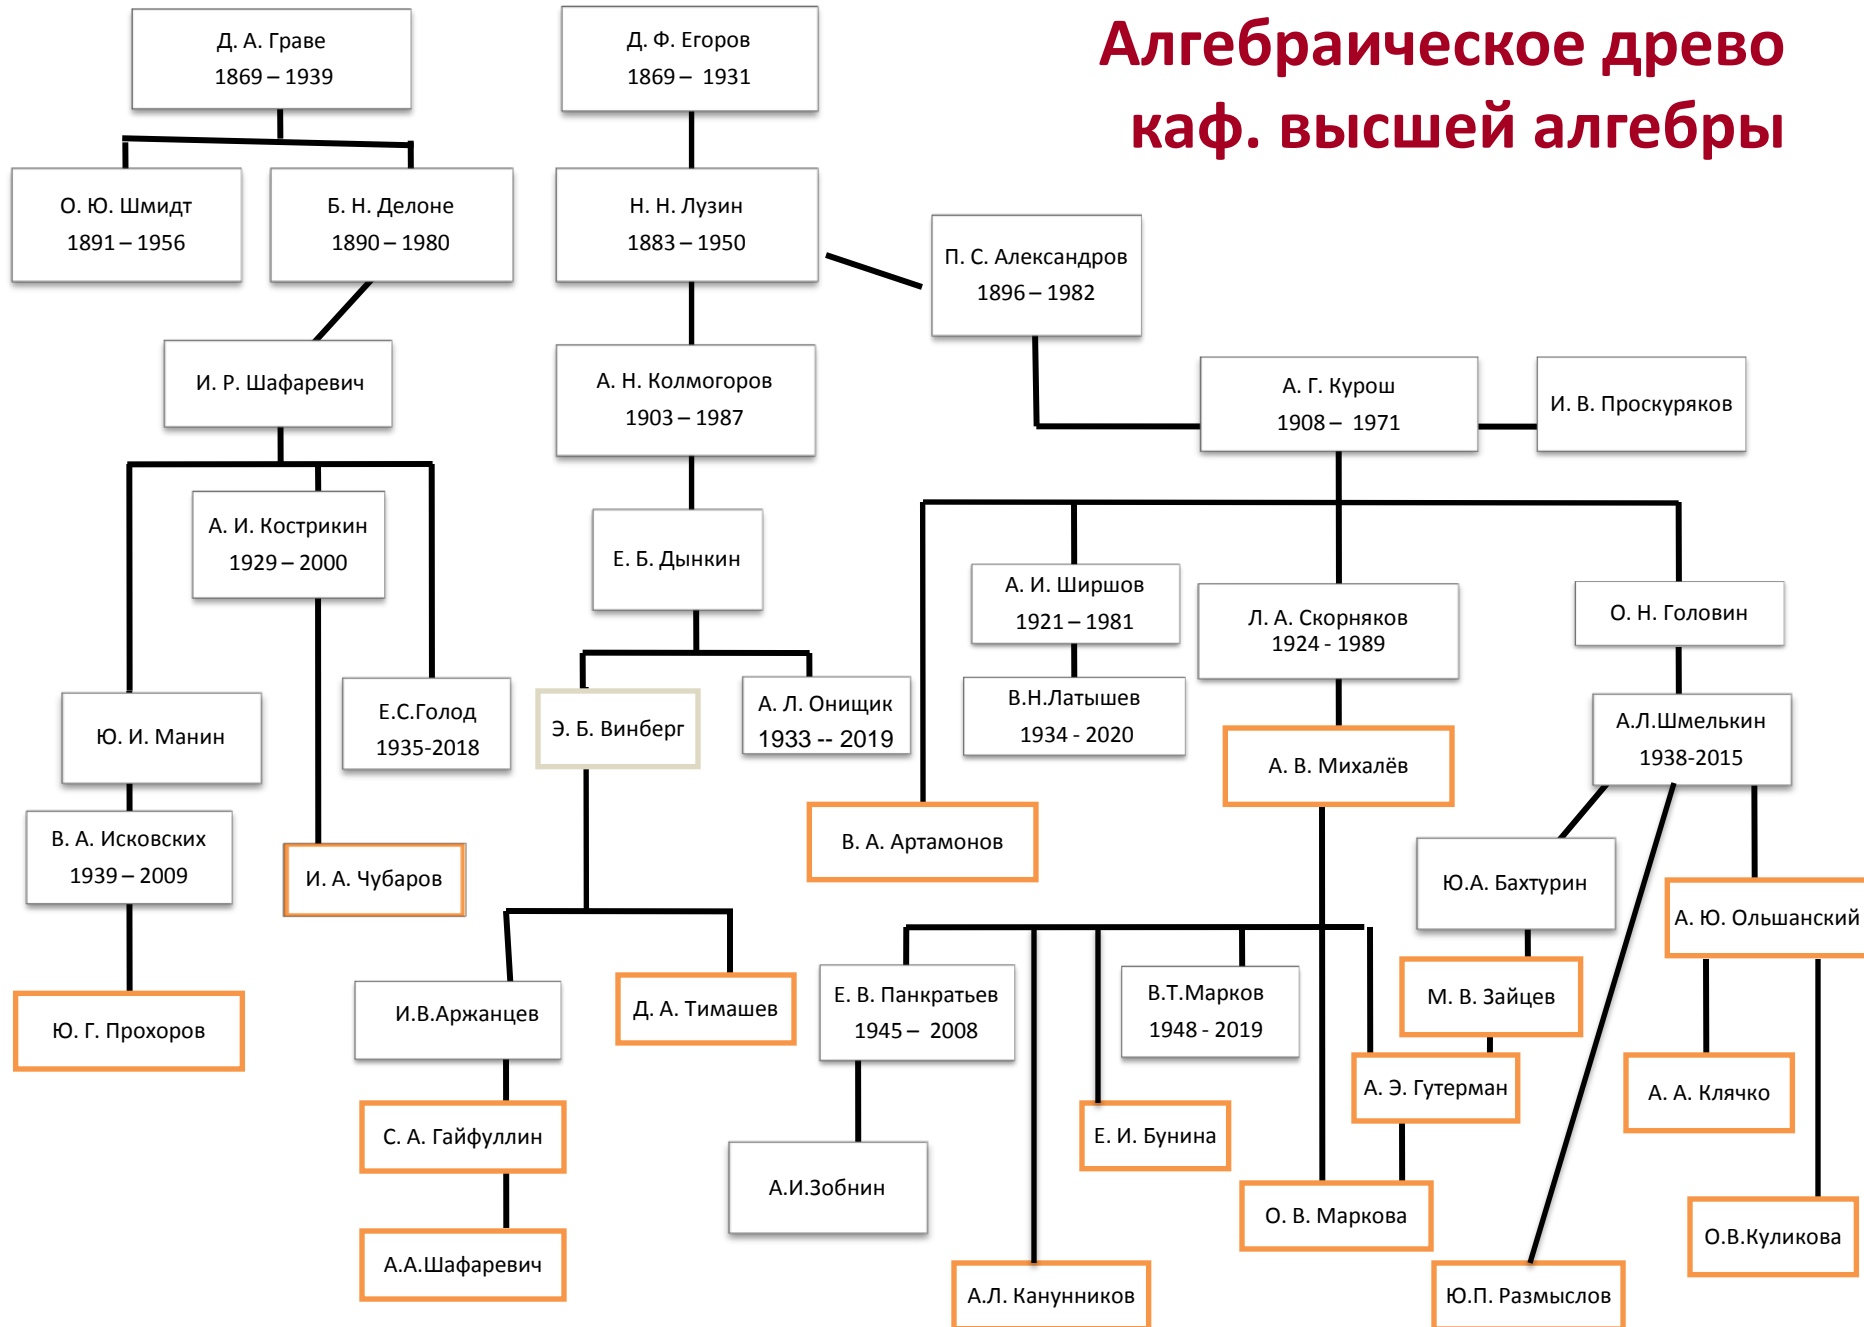 Алгебраическое древо
каф. высшей алгебры
Д. А. Граве
1869 – 1939
Д. Ф. Егоров
1869 – 1931
О. Ю. Шмидт
1891 – 1956
Б. Н. Делоне
1890 – 1980
Н. Н. Лузин
1883 – 1950
П. С. Александров
1896 – 1982
И. Р. Шафаревич
А. Н. Колмогоров
1903 – 1987
А. Г. Курош
1908 – 1971
И. В. Проскуряков
А. И. Кострикин
1929 – 2000
Е. Б. Дынкин
А. И. Ширшов
1921 – 1981
Л. А. Скорняков
1924 - 1989
О. Н. Головин
Ю. И. Манин
Е.С.Голод
1935-2018
Э. Б. Винберг
А. Л. Онищик
1933 -- 2019
В.Н.Латышев
1934 - 2020
А. В. Михалёв
А.Л.Шмелькин
1938-2015
В. А. Исковских
1939 – 2009
И. А. Чубаров
В. А. Артамонов
Ю.А. Бахтурин
А. Ю. Ольшанский
Ю. Г. Прохоров
И.В.Аржанцев
Д. А. Тимашев
Е. В. Панкратьев
1945 – 2008
В.Т.Марков
1948 - 2019
М. В. Зайцев
А. Э. Гутерман
А. А. Клячко
С. А. Гайфуллин
Е. И. Бунина
А.И.Зобнин
О. В. Маркова
О.В.Куликова
А.А.Шафаревич
А.Л. Канунников
Ю.П. Размыслов